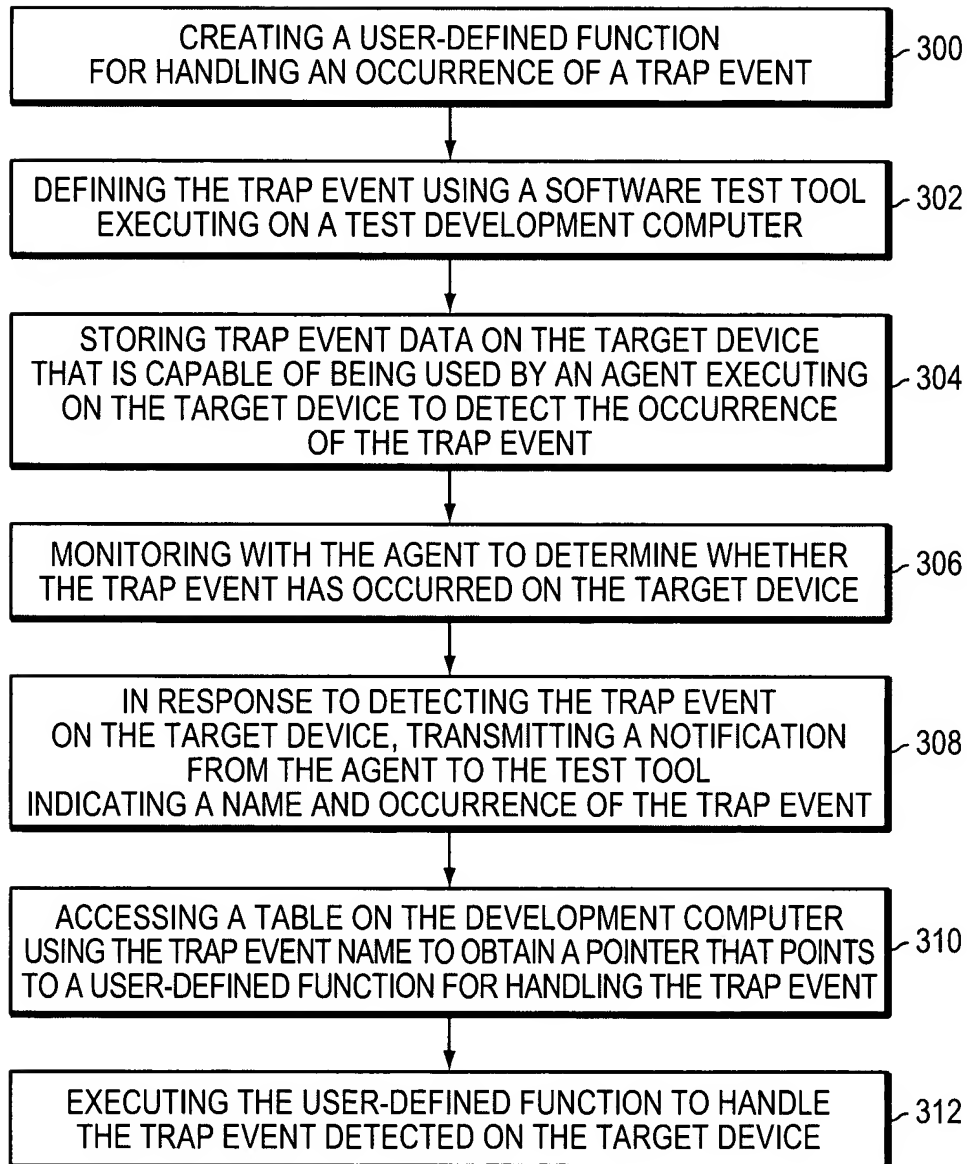 CREATING A USER-DEFINED FUNCTION
FOR HANDLING AN OCCURRENCE OF A TRAP EVENT
300
DEFINING THE TRAP EVENT USING A SOFTWARE TEST TOOL
EXECUTING ON A TEST DEVELOPMENT COMPUTER
302
STORING TRAP EVENT DATA ON THE TARGET DEVICE
THAT IS CAPABLE OF BEING USED BY AN AGENT EXECUTING
ON THE TARGET DEVICE TO DETECT THE OCCURRENCE
OF THE TRAP EVENT
304
MONITORING WITH THE AGENT TO DETERMINE WHETHER
THE TRAP EVENT HAS OCCURRED ON THE TARGET DEVICE
306
IN RESPONSE TO DETECTING THE TRAP EVENT
ON THE TARGET DEVICE, TRANSMITTING A NOTIFICATION
FROM THE AGENT TO THE TEST TOOL
INDICATING A NAME AND OCCURRENCE OF THE TRAP EVENT
308
ACCESSING A TABLE ON THE DEVELOPMENT COMPUTER
USING THE TRAP EVENT NAME TO OBTAIN A POINTER THAT POINTS
TO A USER-DEFINED FUNCTION FOR HANDLING THE TRAP EVENT
310
EXECUTING THE USER-DEFINED FUNCTION TO HANDLE
THE TRAP EVENT DETECTED ON THE TARGET DEVICE
312